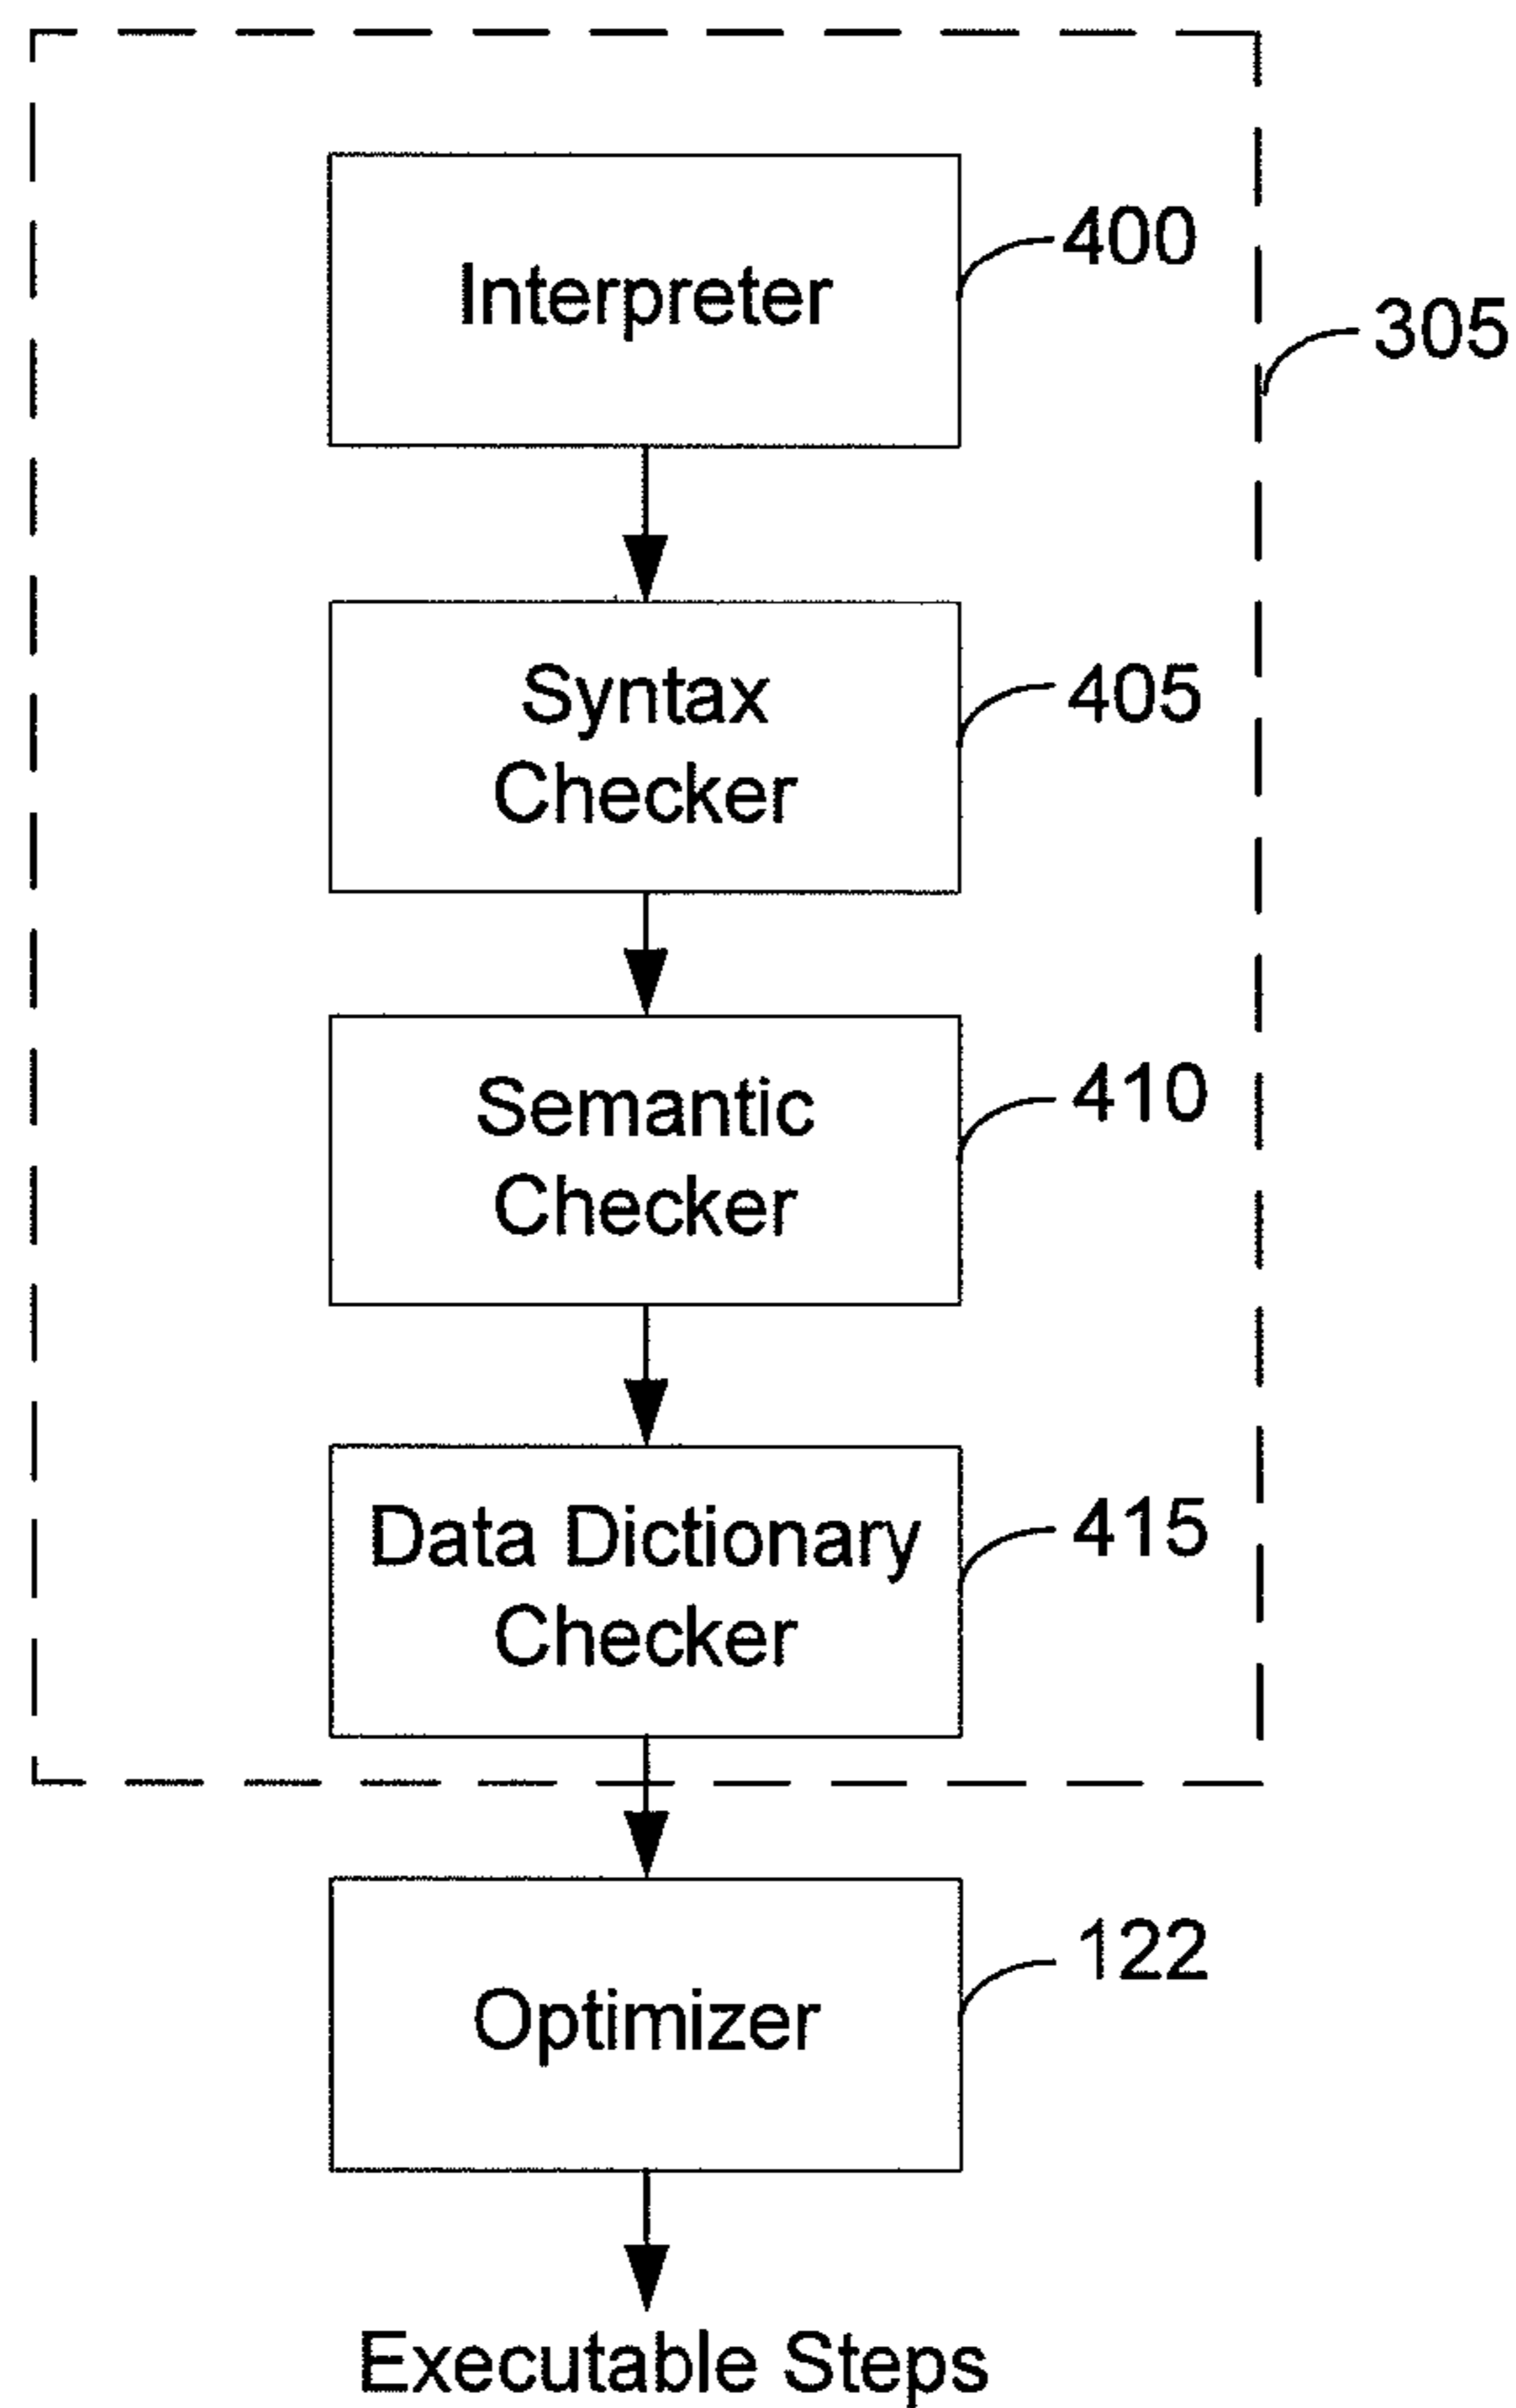 Interpreter
400
305
Syntax
Checker
405
Semantic
Checker
410
Data Dictionary
Checker
415
Optimizer
122
Executable Steps